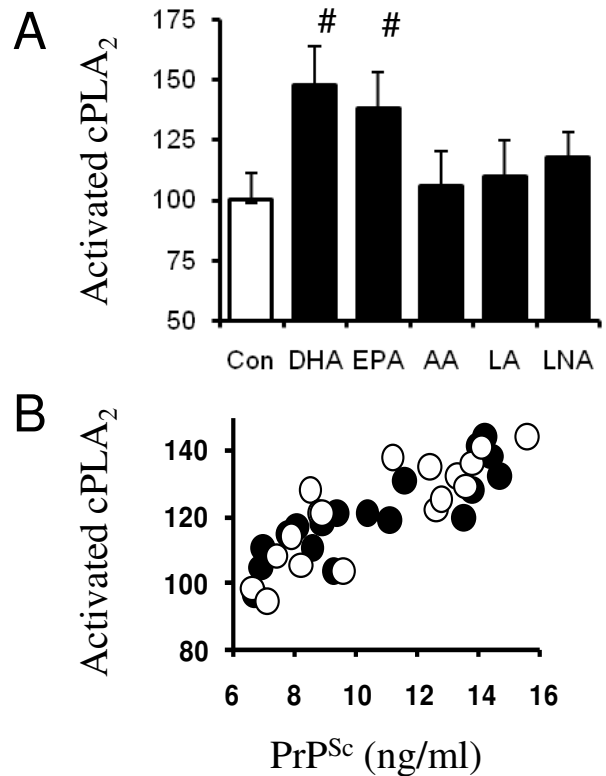 A
Activated cPLA₂
175
150
125
100
75
50
# #
Con DHA EPA AA LA LNA
B
Activated cPLA₂
140
120
100
80
6 8 10 12 14 16
PrPˢᶜ (ng/ml)